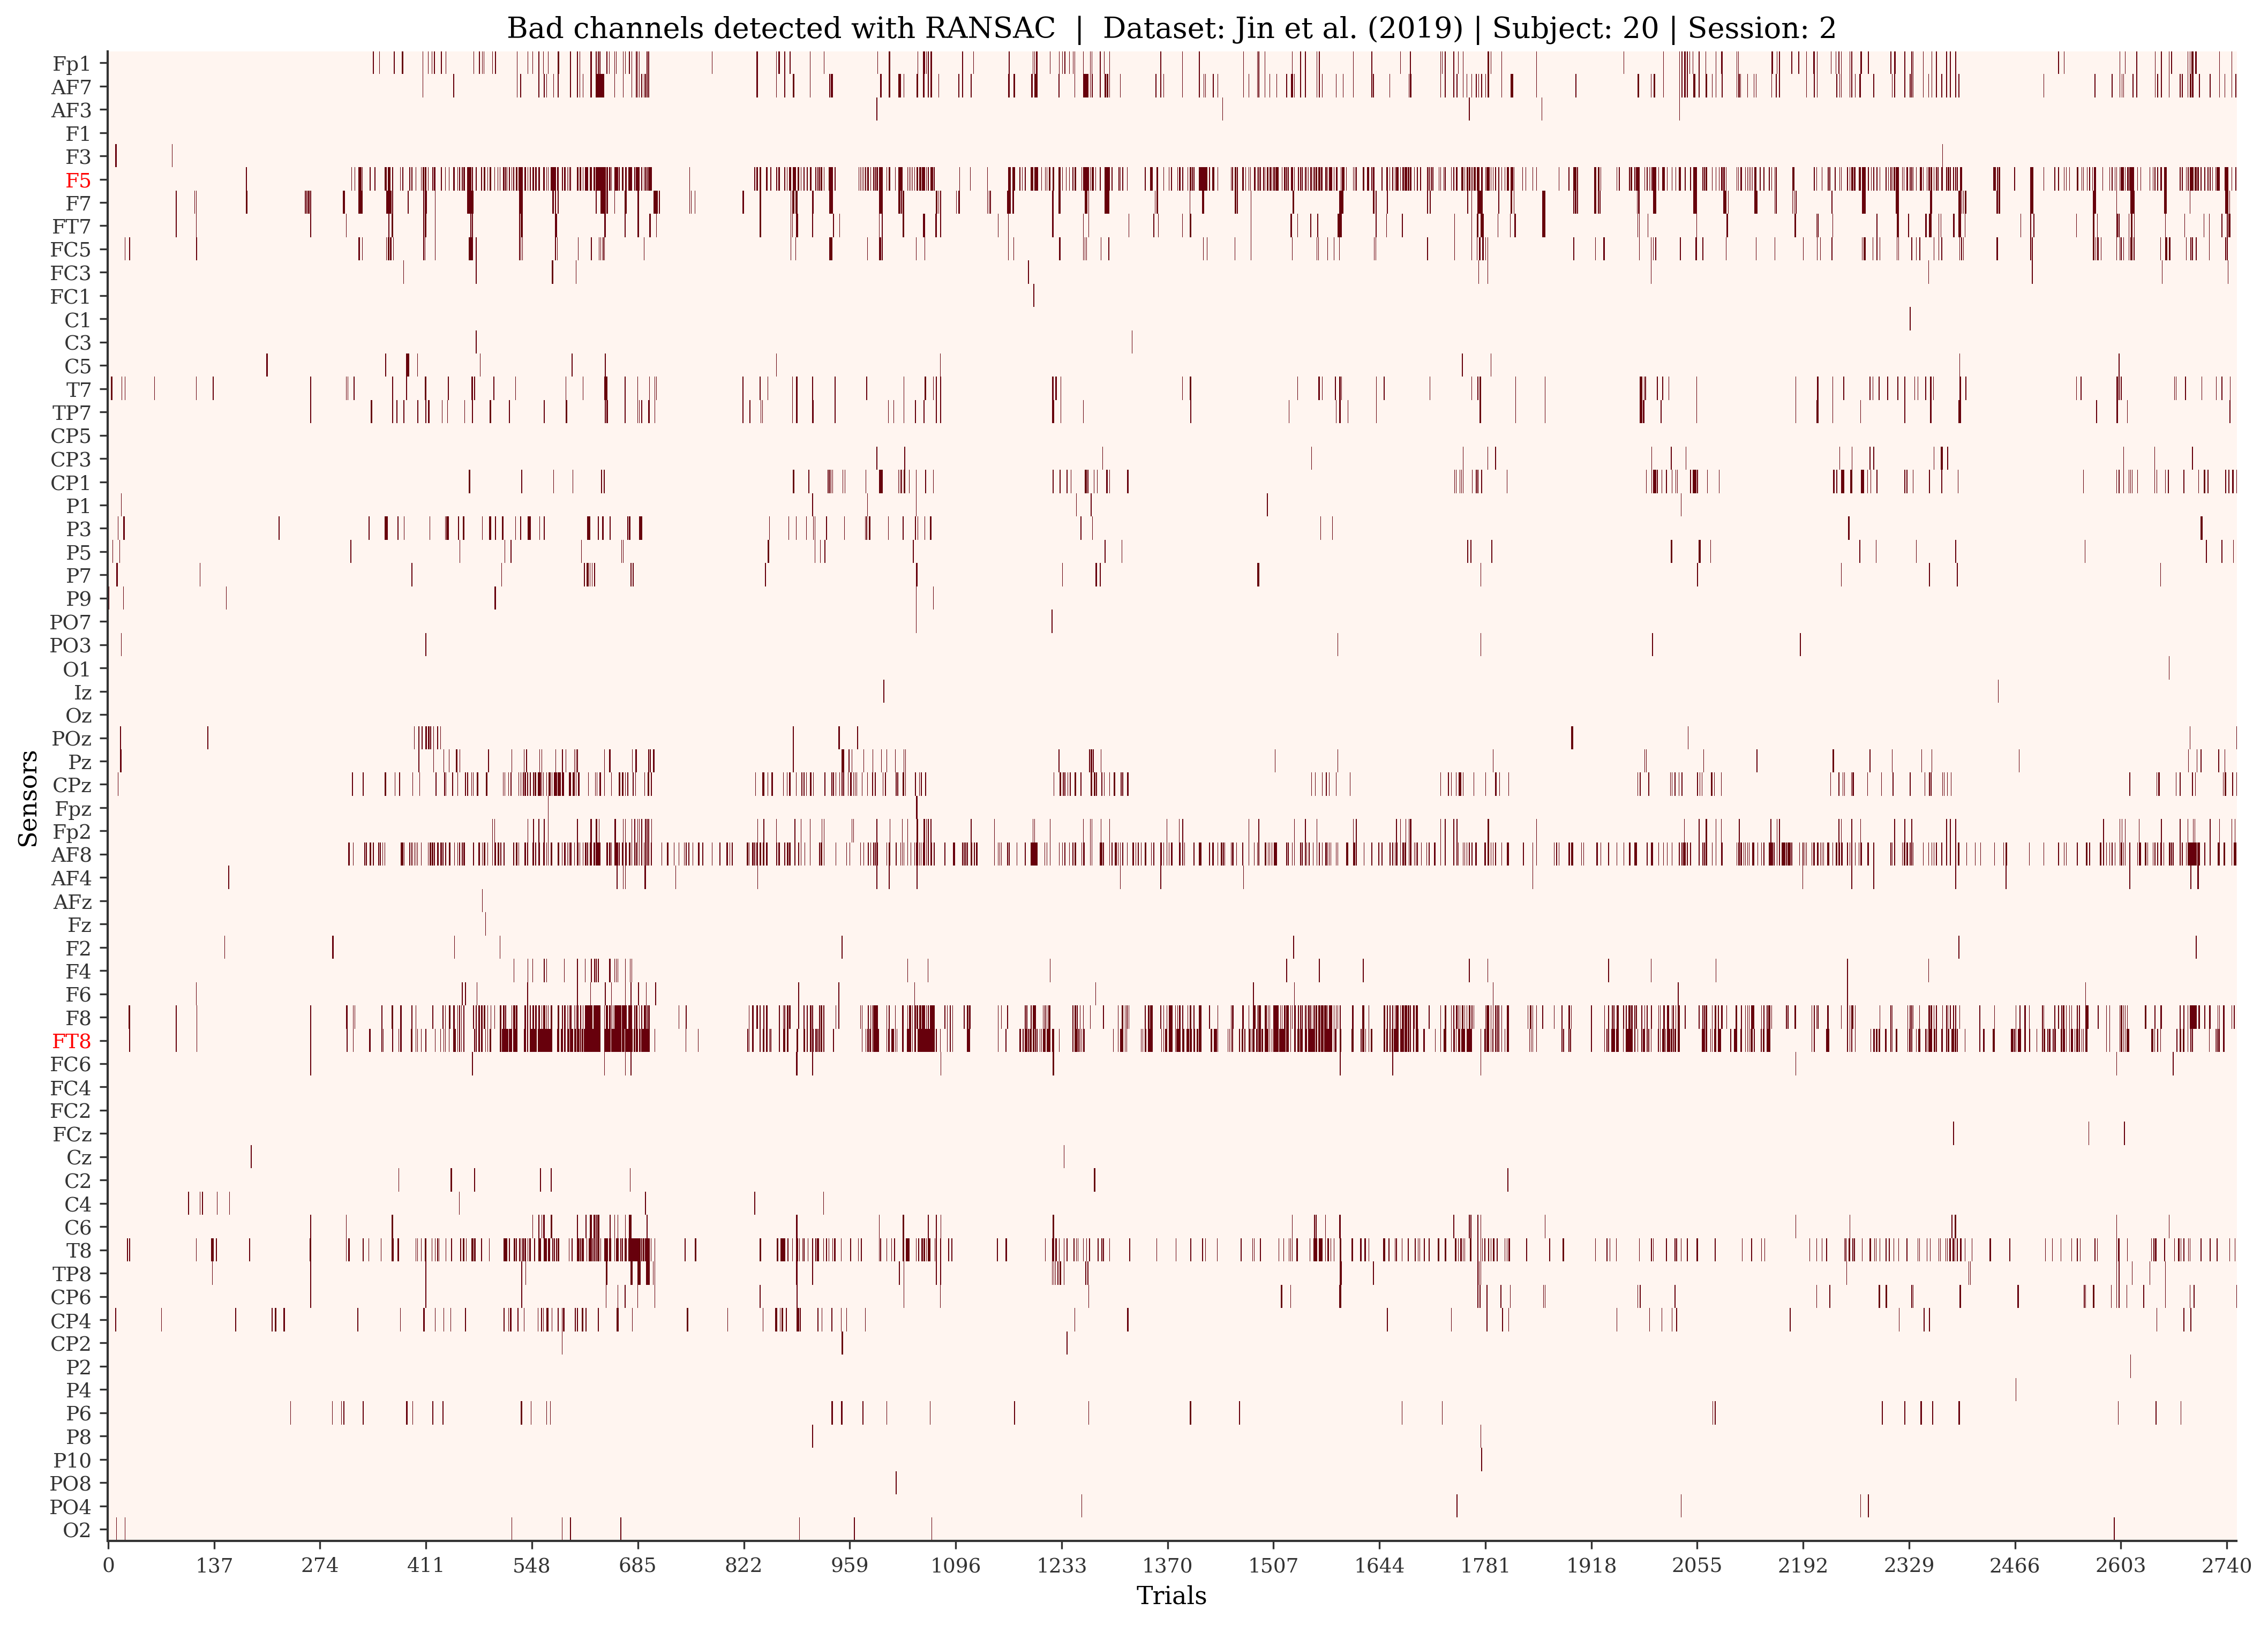 Bad channels detected with RANSAC | Dataset: Jin et al. (2019) | Subject: 20 | Session: 2
Sensors
Fp1
AF7
AF3
F1
F3
F5
F7
FT7
FC5
FC3
FC1
C1
C3
C5
T7
TP7
CP5
CP3
CP1
P1
P3
P5
P7
P9
PO7
PO3
O1
Iz
Oz
POz
Pz
CPz
Fpz
Fp2
AF8
AF4
AFz
Fz
F2
F4
F6
F8
FT8
FC6
FC4
FC2
FCz
Cz
C2
C4
C6
T8
TP8
CP6
CP4
CP2
P2
P4
P6
P8
P10
PO8
PO4
O2
0 137 274 411 548 685 822 959 1096 1233 1370 1507 1644 1781 1918 2055 2192 2329 2466 2603 2740
Trials